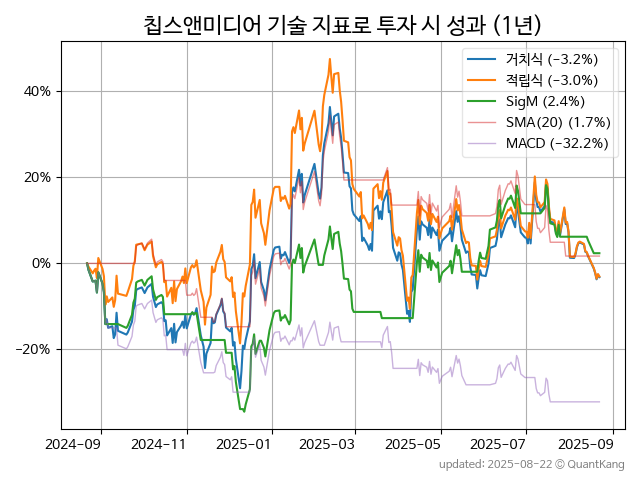 칩스앤미디어 기술 지표로 투자 시 성과 (1년)
거치식 (−3.2%)
적립식 (−3.0%)
SigM (2.4%)
SMA(20) (1.7%)
MACD (−32.2%)
40%
20%
0%
−20%
2024-09 2024-11 2025-01 2025-03 2025-05 2025-07 2025-09
updated: 2025-08-22 © QuantKang